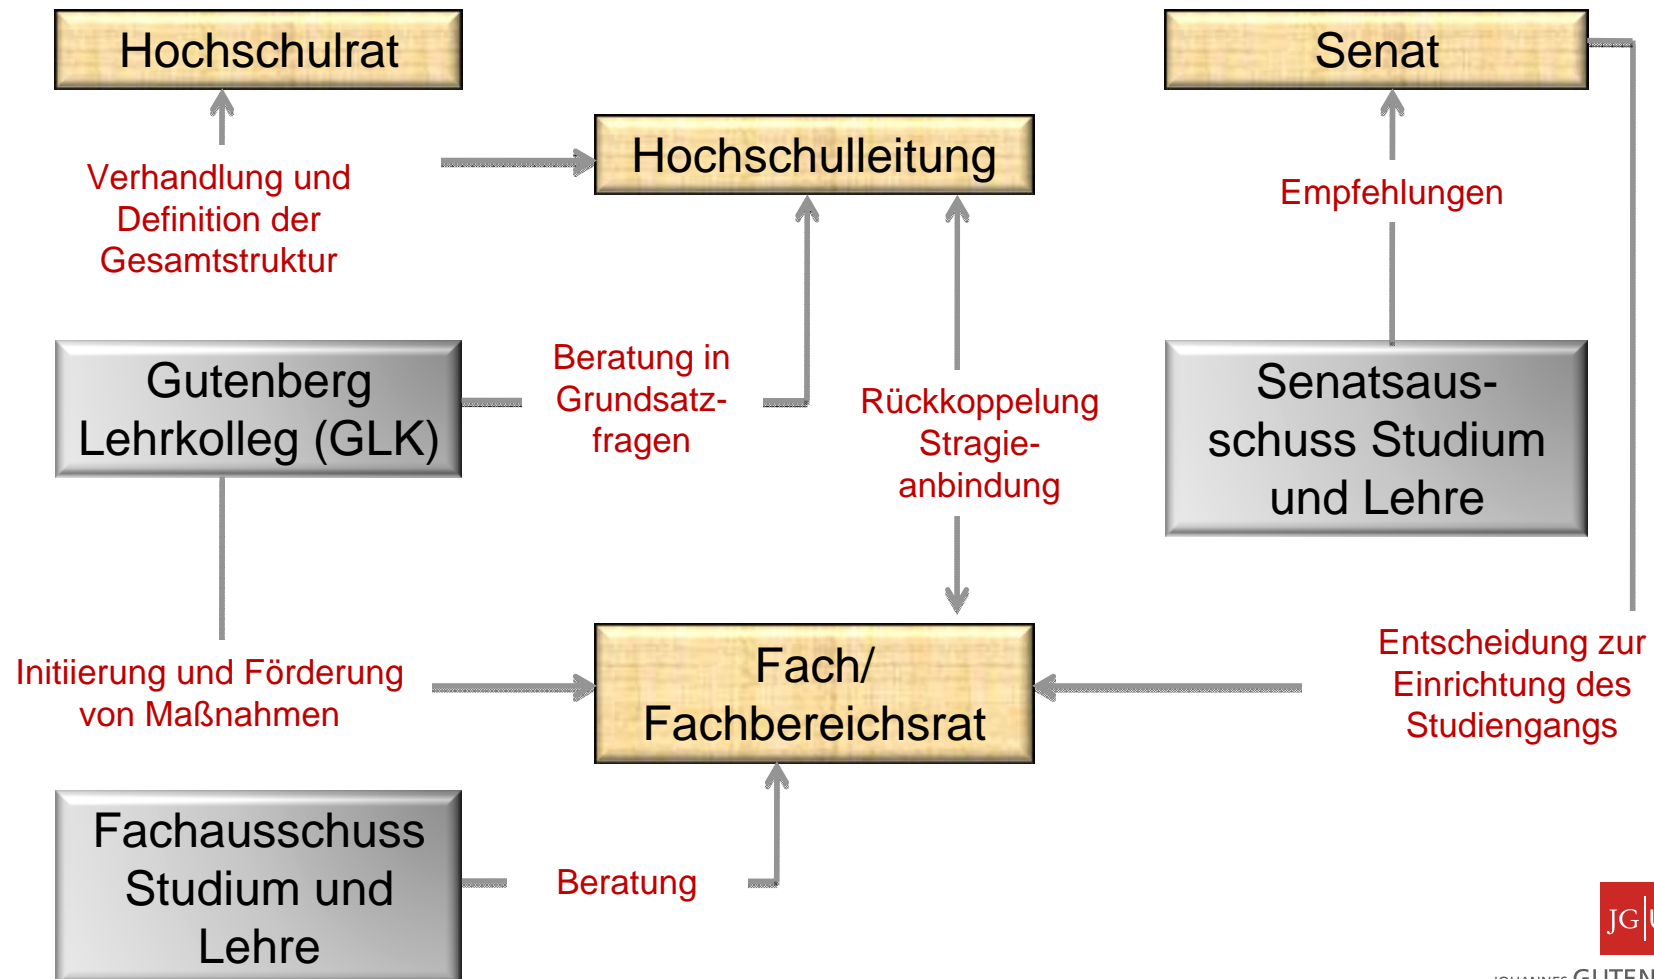 Hochschulrat
Senat
Hochschulleitung
Verhandlung und
Definition der
Gesamtstruktur
Empfehlungen
Gutenberg
Lehrkolleg (GLK)
Beratung in
Grundsatz-
fragen
Rückkoppelung
Stragie-
anbindung
Senatsaus-
schuss Studium
und Lehre
Initiierung und Förderung
von Maßnahmen
Fach/
Fachbereichsrat
Entscheidung zur
Einrichtung des
Studiengangs
Fachausschuss
Studium und
Lehre
Beratung
JG|U
JOHANNES GUTEN